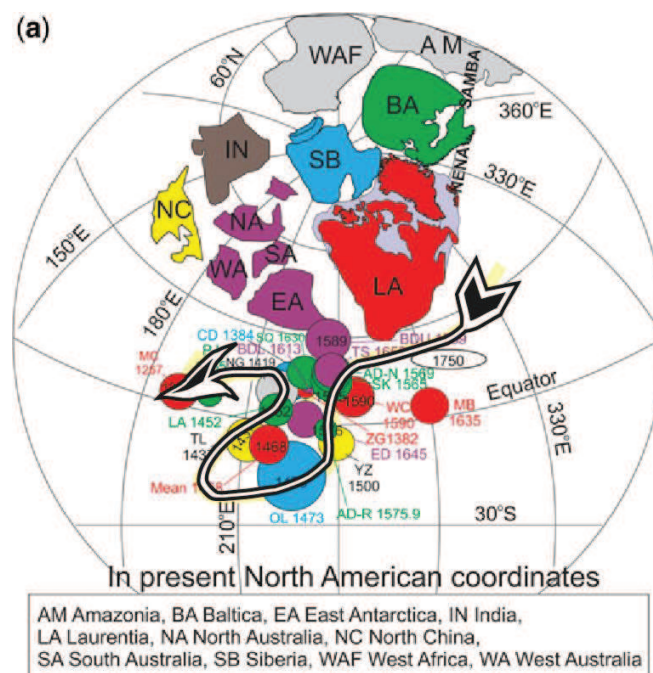 (a)
WAF
AM
60°N
BA
SAMBA
360°E
IN
SB
NENA
330°E
NC
NA
SA
WA
LA
150°E
EA
180°E
CD 1384
SQ 1630
1589
MC
1257
BDL 1613
NG 1419
1750
AD-N 1569
SK 1565
Equator
1590
WC
1590
MB
1635
LA 1452
ZG1382
TL
1468
ED 1645
330°E
YZ
1500
Mean
OL 1473
AD-R 1575.9
210°E
30°S
In present North American coordinates
AM Amazonia, BA Baltica, EA East Antarctica, IN India,
LA Laurentia, NA North Australia, NC North China,
SA South Australia, SB Siberia, WAF West Africa, WA West Australia